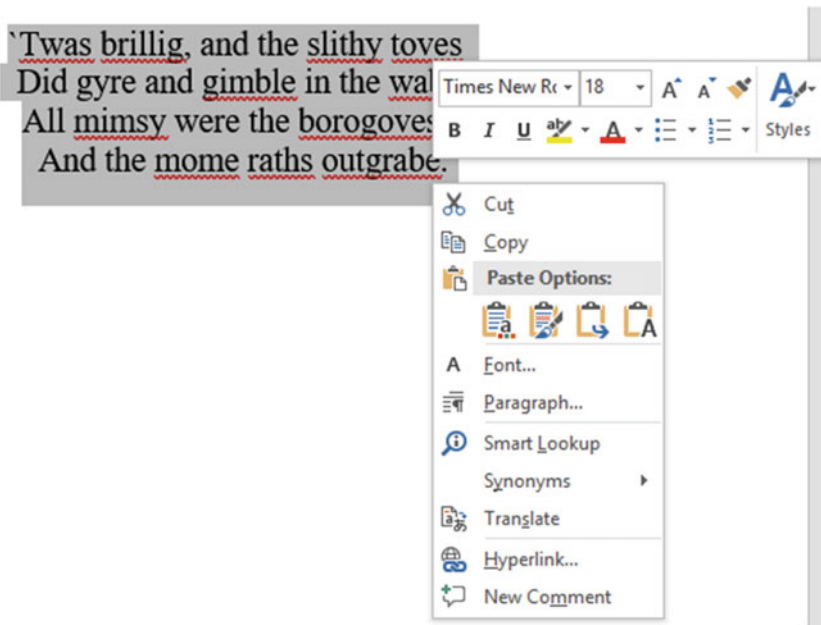 `Twas brillig, and the slithy toves
Did gyre and gimble in the
All mimsy were the borogoves
And the mome raths outgrabe.
Times New Ro 18 A A
B I U aby A Styles
Cut
Copy
Paste Options:
Font...
Paragraph...
Smart Lookup
Synonyms
Translate
Hyperlink...
New Comment